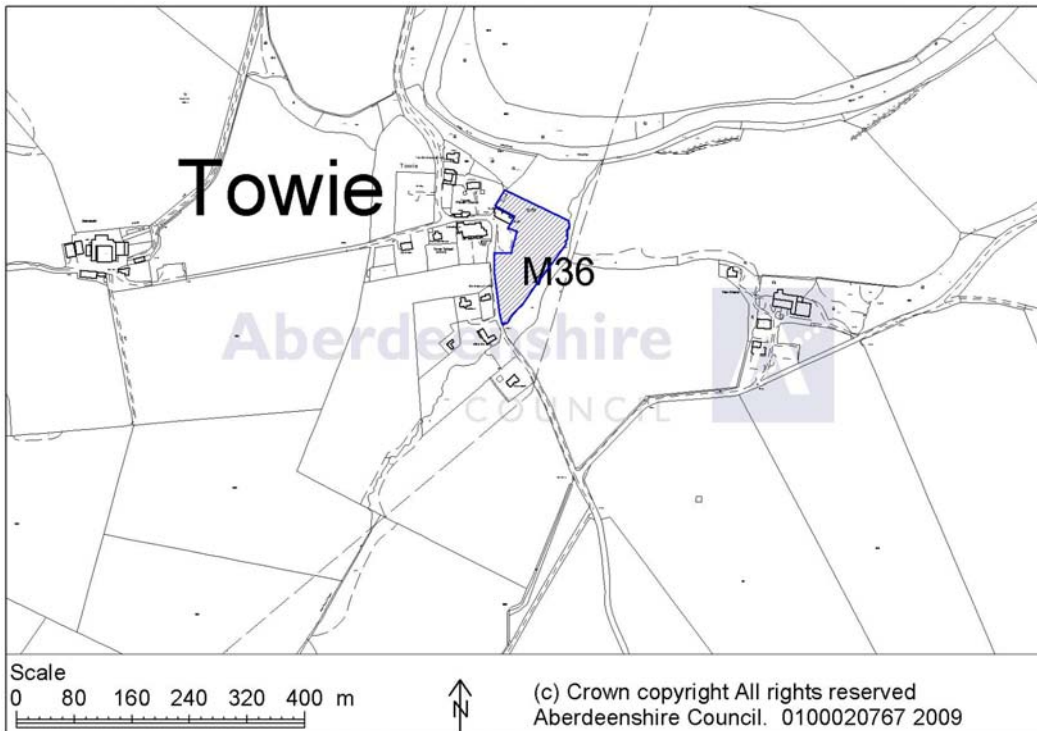 Towie
Towie
M36
Aberdeenshire
COUNCIL
Scale
0 80 160 240 320 400 m
N
(c) Crown copyright All rights reserved
Aberdeenshire Council. 0100020767 2009